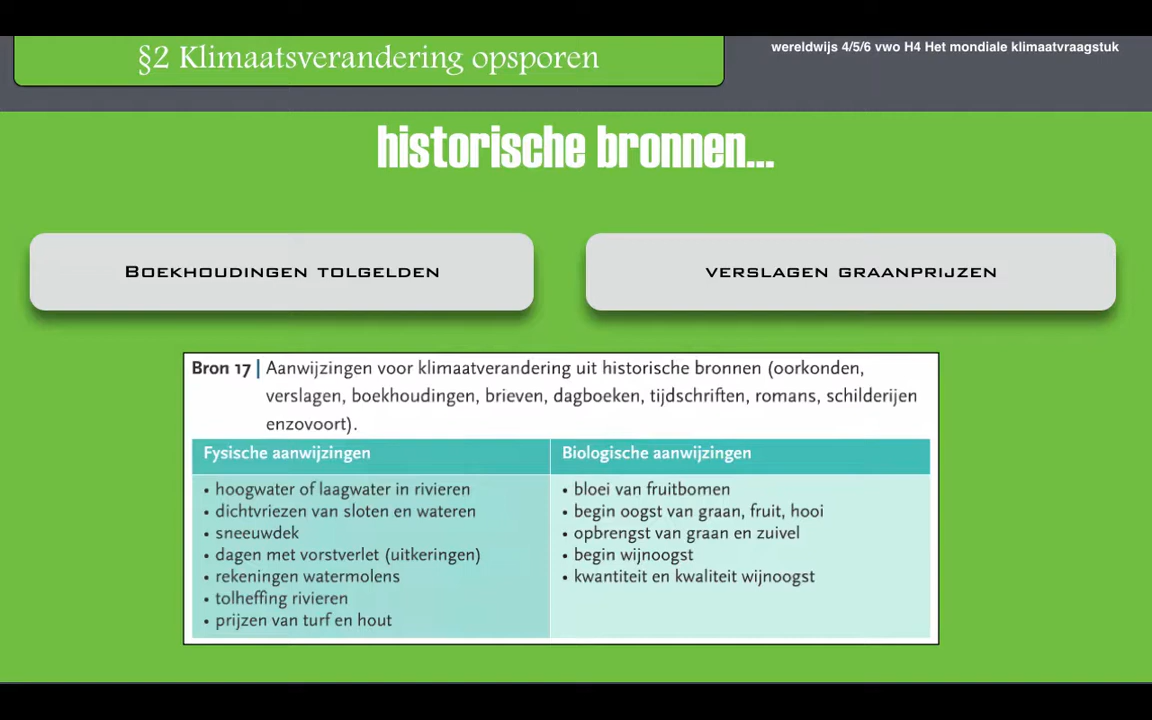 §2 Klimaatsverandering opsporen
wereldwijs 4/5/6 vwo H4 Het mondiale klimaatvraagstuk
historische bronnen...
Boekhoudingen tolgelden
verslagen graanprijzen
Bron 17 | Aanwijzingen voor klimaatverandering uit historische bronnen (oorkonden,
verslagen, boekhoudingen, brieven, dagboeken, tijdschriften, romans, schilderijen
enzovoort).
Fysische aanwijzingen
• hoogwater of laagwater in rivieren
• dichtvriezen van sloten en wateren
• sneeuwdek
• dagen met vorstverlet (uitkeringen)
• rekeningen watermolens
• tolheffing rivieren
• prijzen van turf en hout
Biologische aanwijzingen
• bloei van fruitbomen
• begin oogst van graan, fruit, hooi
• opbrengst van graan en zuivel
• begin wijnoogst
• kwantiteit en kwaliteit wijnoogst